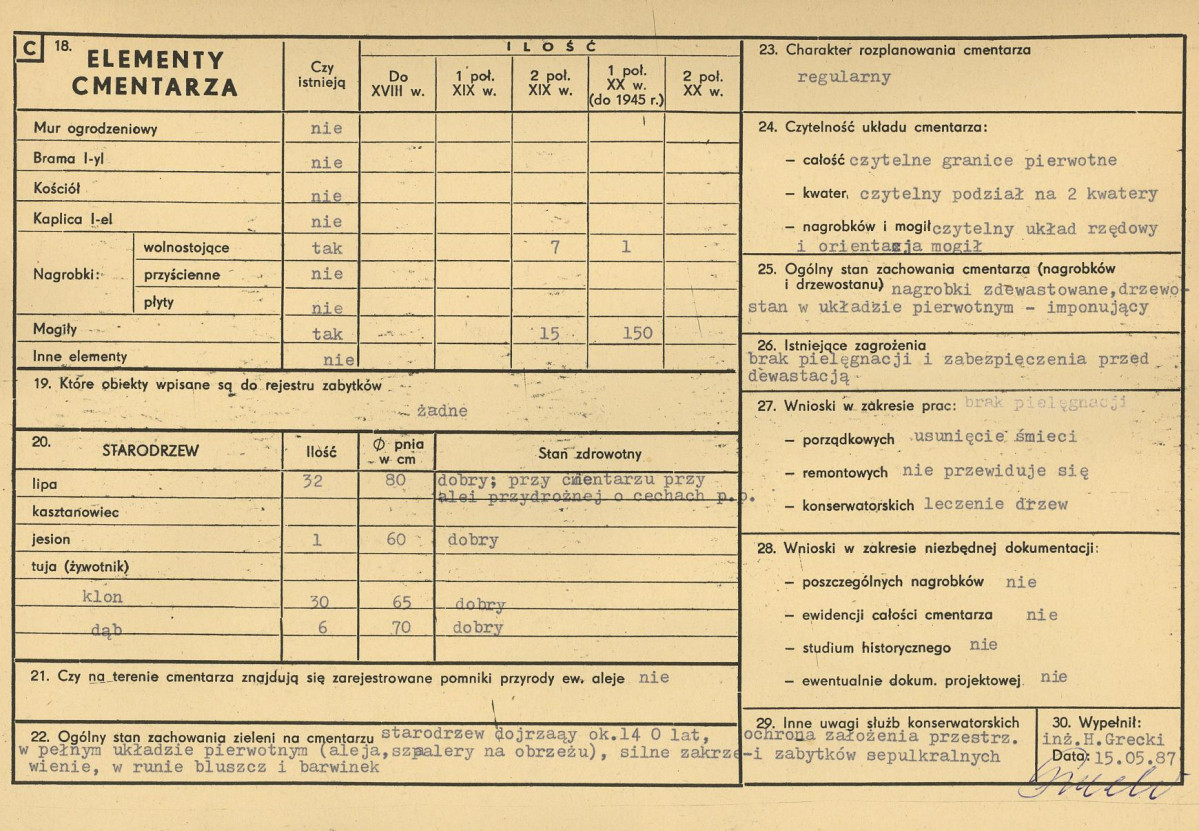 C 18. ELEMENTY CMENTARZA
Czy istnieją
ILOŚĆ
Do XVIII w.
1 poł. XIX w.
2 poł. XIX w.
1 poł. XX w. (do 1945 r.)
2 poł. XX w.
Mur ogrodzeniowy nie
Brama I-yl nie
Kościół nie
Kaplica I-el nie
Nagrobki: wolnostojące tak 7 1
przyścienne nie
płyty nie
Mogiły tak 15 150
Inne elementy nie
19. Które obiekty wpisane są do rejestru zabytków
żadne
20. STARODRZEW Ilość Ø pnia w cm Stan zdrowotny
lipa 32 80 dobry; przy cmentarzu przy
alei przydrożnej o cechach p.p.
kasztanowiec
jesion 1 60 dobry
tuja (żywotnik)
klon 30 65 dobry
dąb 6 70 dobry
21. Czy na terenie cmentarza znajdują się zarejestrowane pomniki przyrody ew. aleje nie
22. Ogólny stan zachowania zieleni na cmentarzu starodrzew dojrzaąy ok.14 0 lat,
w pełnym układzie pierwotnym (aleja,szpalery na obrzeżu), silne zakrze-
wienie, w runie bluszcz i barwinek
23. Charakter rozplanowania cmentarza
regularny
24. Czytelność układu cmentarza:
– całość czytelne granice pierwotne
– kwater, czytelny podział na 2 kwatery
– nagrobków i mogił czytelny układ rzędowy
i orientacja mogił
25. Ogólny stan zachowania cmentarza (nagrobków
i drzewostanu) nagrobki zdewastowane,drzewo-
stan w układzie pierwotnym – imponujący
26. Istniejące zagrożenia
brak pielęgnacji i zabezpięczenia przed
dewastacją
27. Wnioski w zakresie prac: brak pielęgnacji
– porządkowych usunięcie śmieci
– remontowych nie przewiduje się
– konserwatorskich leczenie drzew
28. Wnioski w zakresie niezbędnej dokumentacji:
– poszczególnych nagrobków nie
– ewidencji całości cmentarza nie
– studium historycznego nie
– ewentualnie dokum. projektowej nie
29. Inne uwagi służb konserwatorskich
ochrona założenia przestrz.
i zabytków sepulkralnych
30. Wypełnił:
inż.H.Grecki
Data: 15.05.87